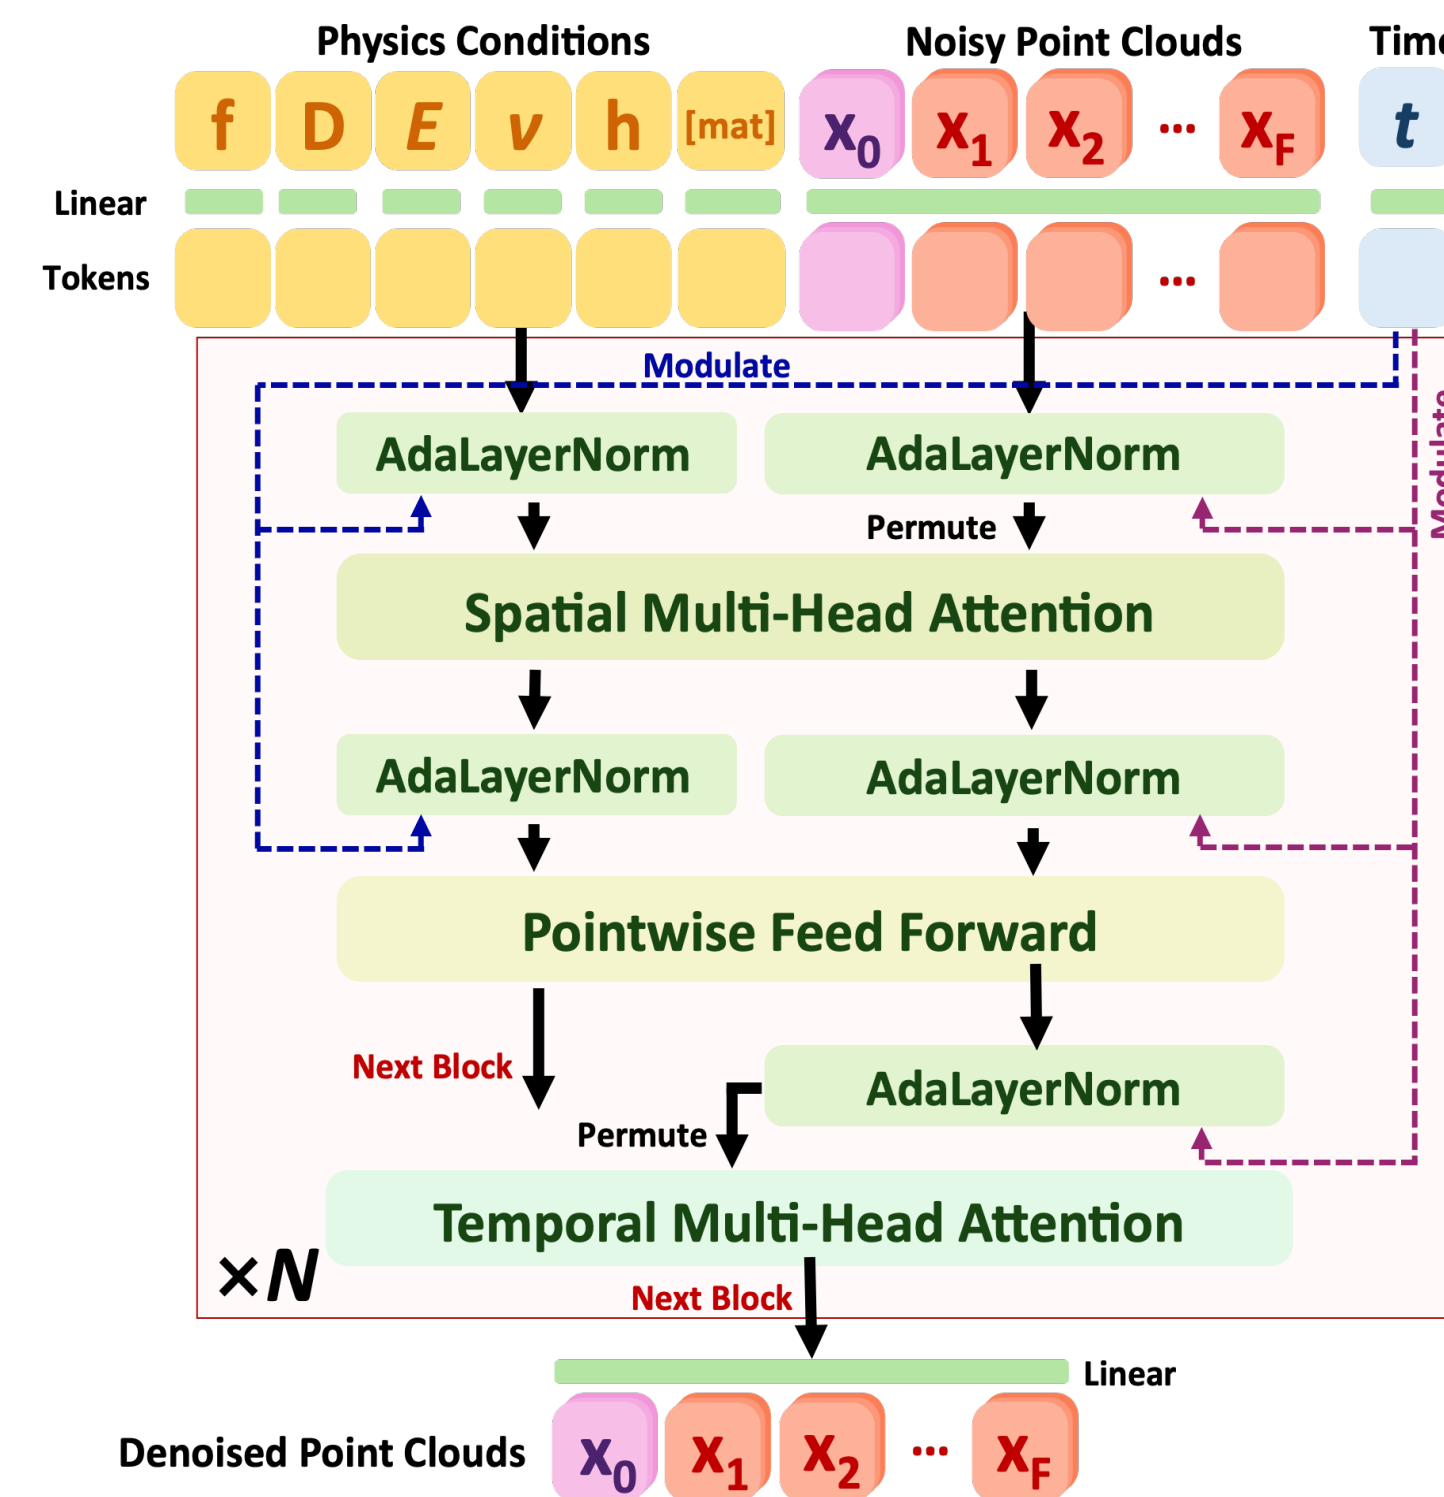 Physics Conditions Noisy Point Clouds Time
f D E ν h [mat] x0 x1 x2 ... xF t
Linear
Tokens ...
Modulate
Modulate
AdaLayerNorm AdaLayerNorm
Permute
Spatial Multi-Head Attention
AdaLayerNorm AdaLayerNorm
Pointwise Feed Forward
Next Block
AdaLayerNorm
Permute
Temporal Multi-Head Attention
×N
Next Block
Linear
Denoised Point Clouds x0 x1 x2 ... xF